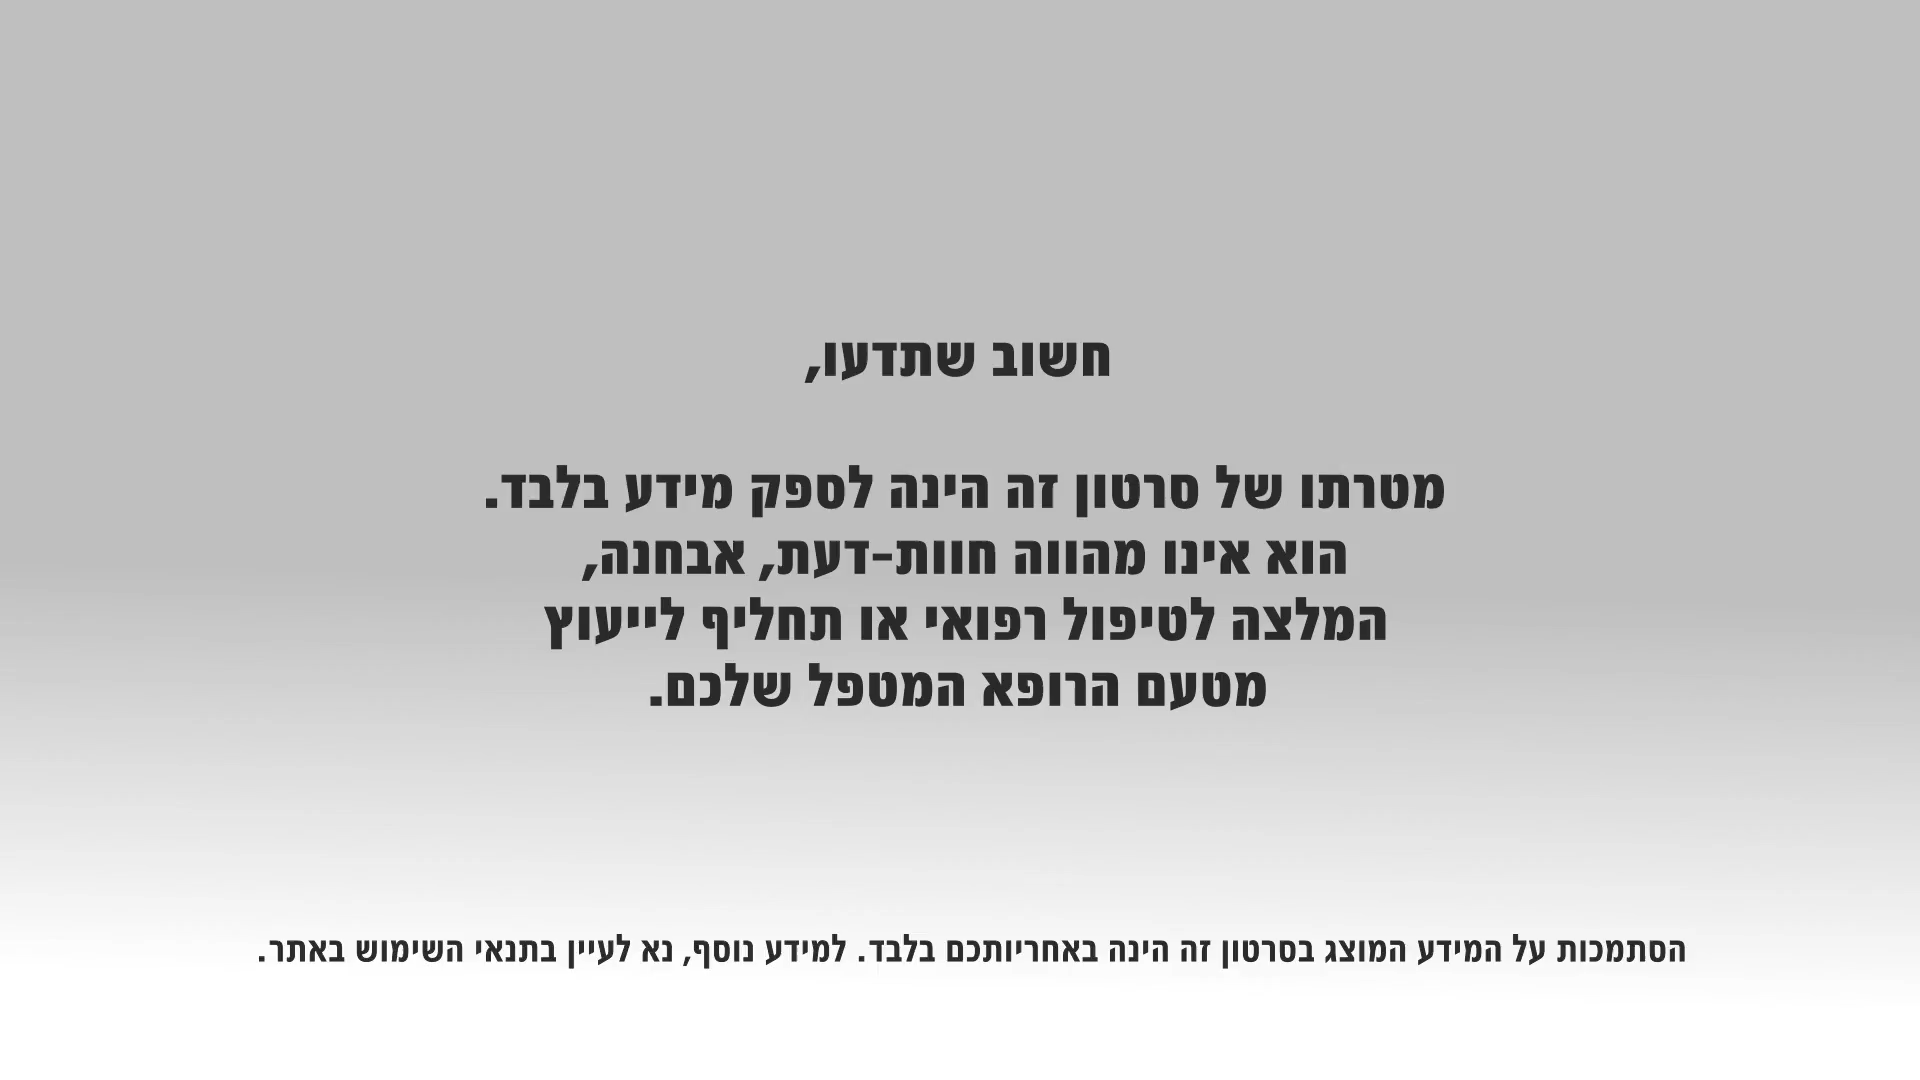 חשוב שתדעו,
מטרתו של סרטון זה הינה לספק מידע בלבד.
הוא אינו מהווה חוות-דעת, אבחנה,
המלצה לטיפול רפואי או תחליף לייעוץ
מטעם הרופא המטפל שלכם.
הסתמכות על המידע המוצג בסרטון זה הינה באחריותכם בלבד. למידע נוסף, נא לעיין בתנאי השימוש באתר.